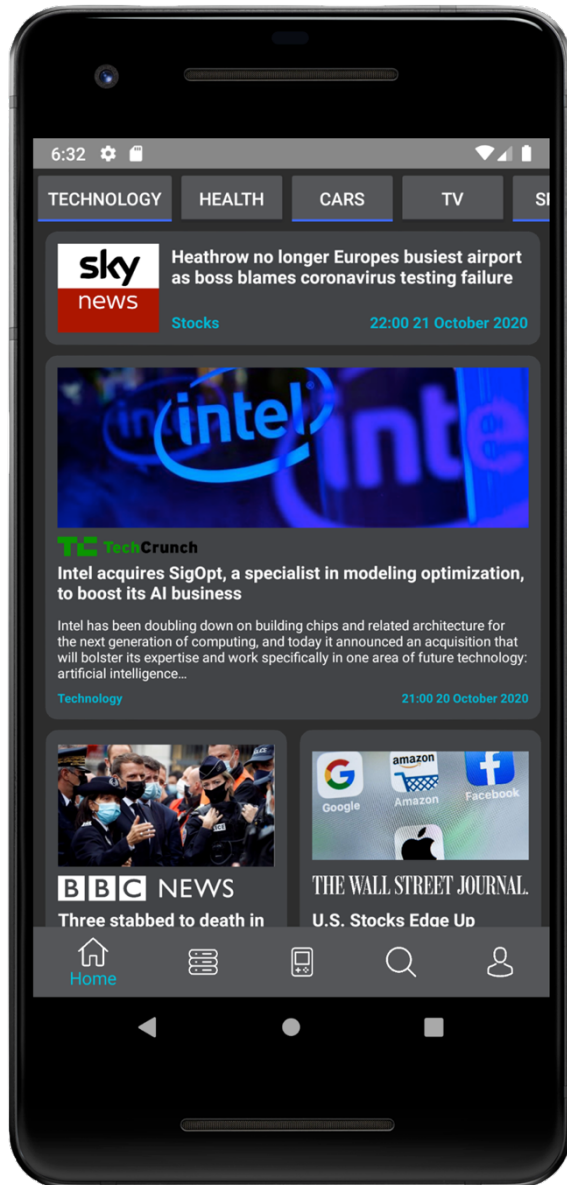 6:32
TECHNOLOGY HEALTH CARS TV
sky
news
Heathrow no longer Europes busiest airport
as boss blames coronavirus testing failure
Stocks 22:00 21 October 2020
intel
TechCrunch
Intel acquires SigOpt, a specialist in modeling optimization,
to boost its AI business
Intel has been doubling down on building chips and related architecture for
the next generation of computing, and today it announced an acquisition that
will bolster its expertise and work specifically in one area of future technology:
artificial intelligence...
Technology 21:00 20 October 2020
BBC NEWS
Three stabbed to death in
Google
amazon
Amazon
Facebook
THE WALL STREET JOURNAL.
U.S. Stocks Edge Up
Home